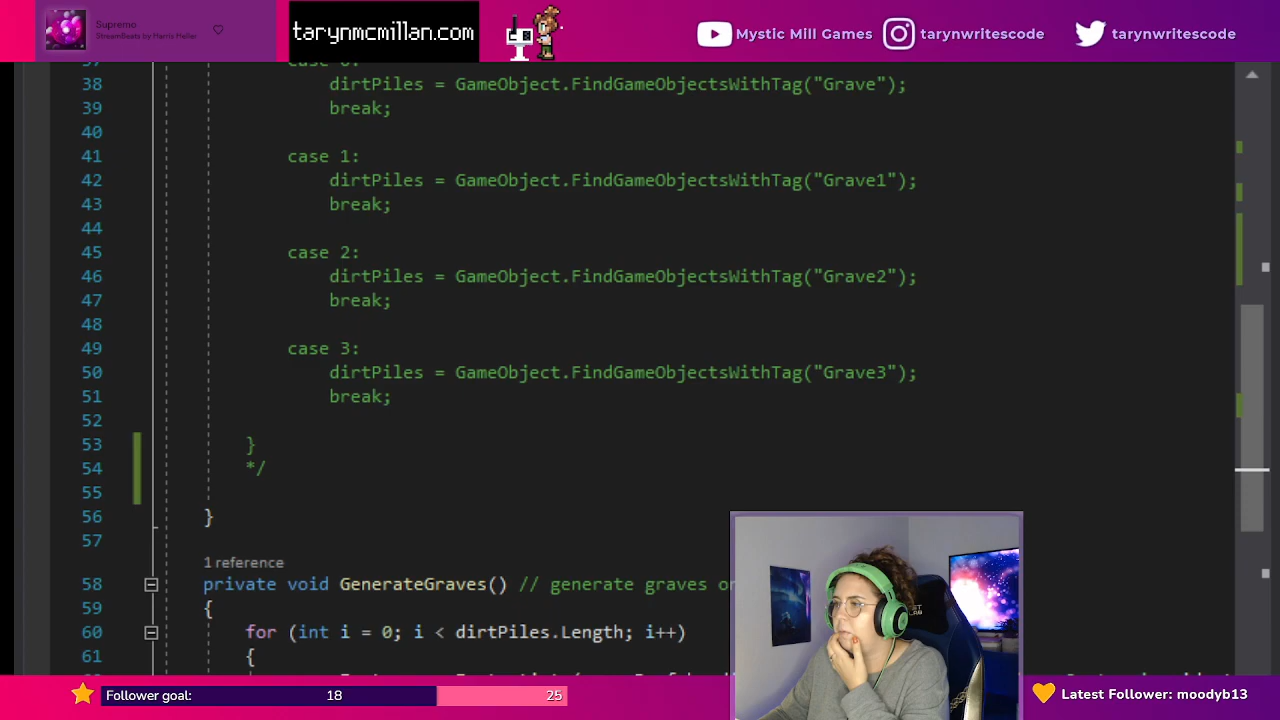 Supremo
StreamBeats by Harris Heller
tarynmcmillan.com
Mystic Mill Games
tarynwritescode
tarynwritescode
38 dirtPiles = GameObject.FindGameObjectsWithTag("Grave");
39 break;
40
41 case 1:
42 dirtPiles = GameObject.FindGameObjectsWithTag("Grave1");
43 break;
44
45 case 2:
46 dirtPiles = GameObject.FindGameObjectsWithTag("Grave2");
47 break;
48
49 case 3:
50 dirtPiles = GameObject.FindGameObjectsWithTag("Grave3");
51 break;
52
53 }
54 */
55
56 }
57
1 reference
58 private void GenerateGraves() // generate graves
59 {
60 for (int i = 0; i < dirtPiles.Length; i++)
61 {
Follower goal:
18
25
Latest Follower: moodyb13